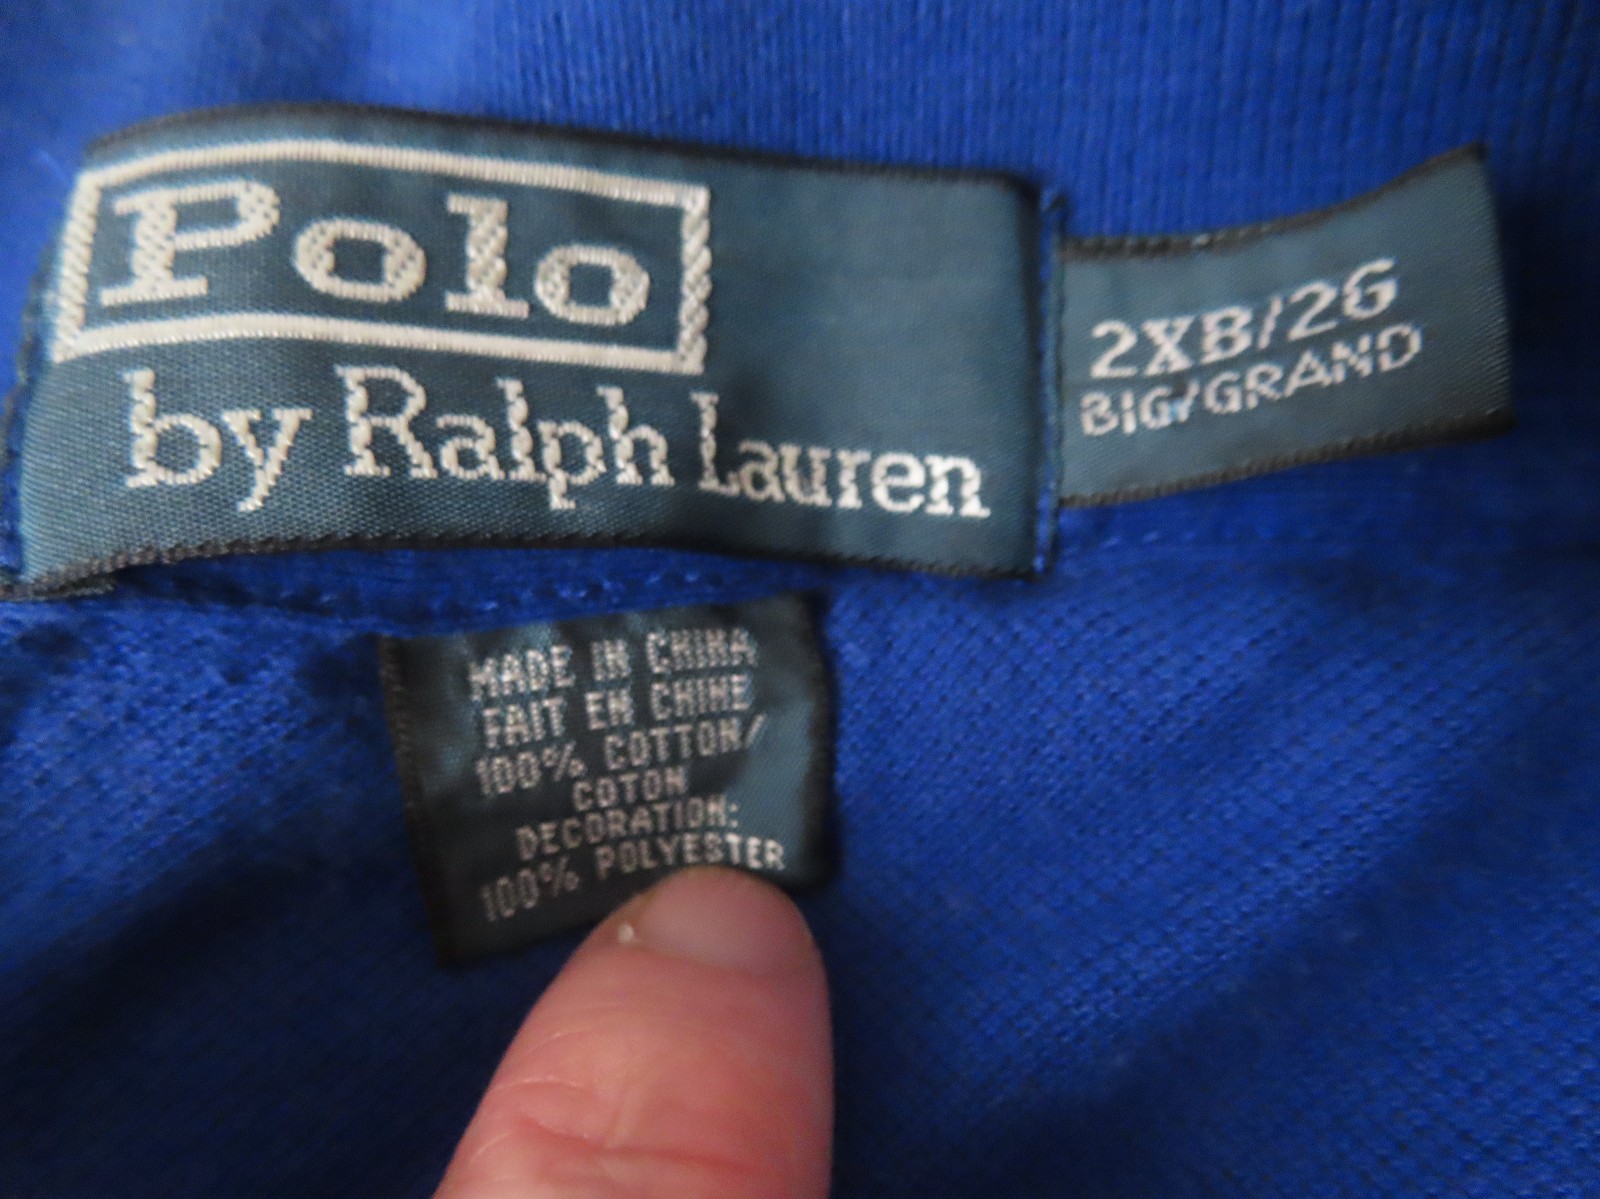 Polo
by Ralph Lauren
2XB/2G
BIG/GRAND
MADE IN CHINA
FAIT EN CHINE
100% COTTON/
COTON
DECORATION:
100% POLYESTER